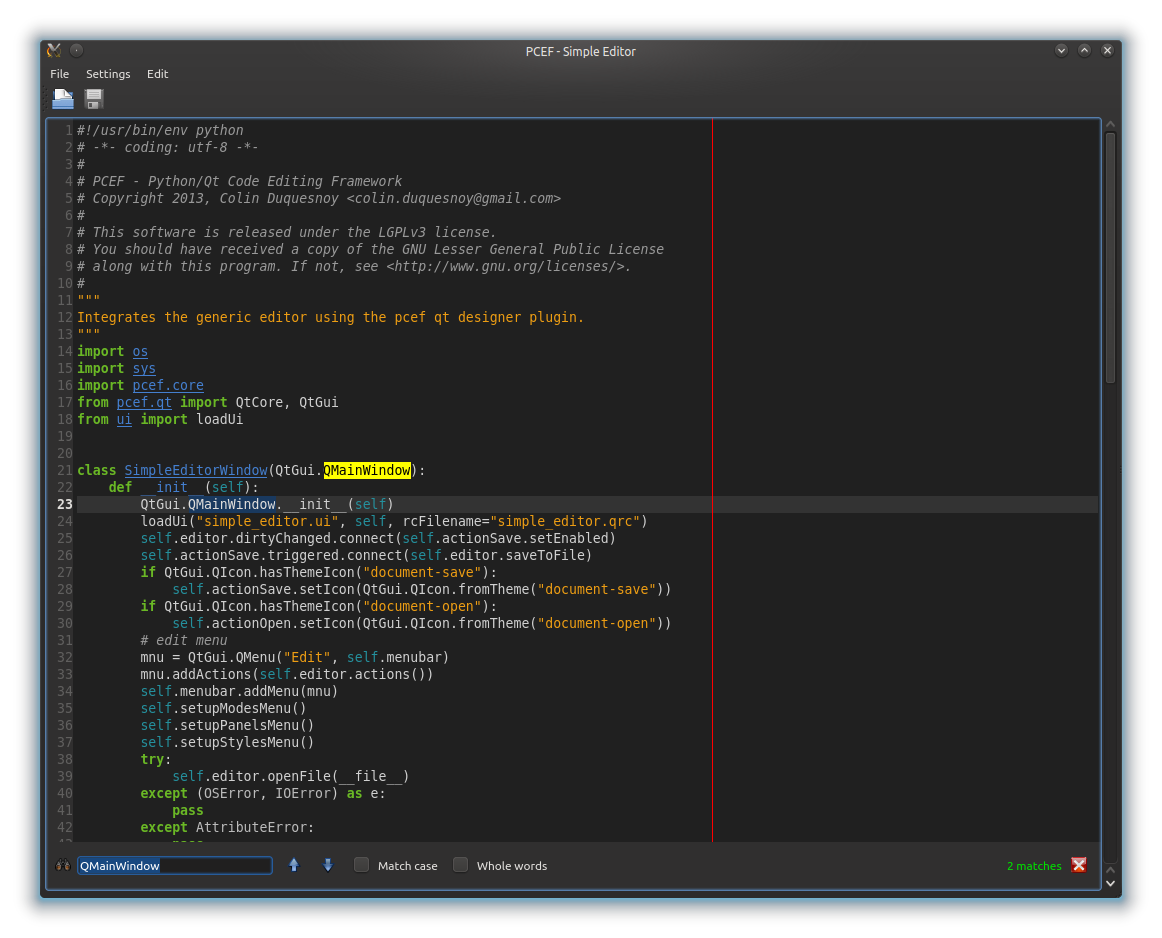 PCEF - Simple Editor
File Settings Edit
1 #!/usr/bin/env python
2 # -*- coding: utf-8 -*-
3 #
4 # PCEF - Python/Qt Code Editing Framework
5 # Copyright 2013, Colin Duquesnoy <colin.duquesnoy@gmail.com>
6 #
7 # This software is released under the LGPLv3 license.
8 # You should have received a copy of the GNU Lesser General Public License
9 # along with this program. If not, see <http://www.gnu.org/licenses/>.
10 #
11 """
12 Integrates the generic editor using the pcef qt designer plugin.
13 """
14 import os
15 import sys
16 import pcef.core
17 from pcef.qt import QtCore, QtGui
18 from ui import loadUi
19
20
21 class SimpleEditorWindow(QtGui.QMainWindow):
22     def __init__(self):
23         QtGui.QMainWindow.__init__(self)
24         loadUi("simple_editor.ui", self, rcFilename="simple_editor.qrc")
25         self.editor.dirtyChanged.connect(self.actionSave.setEnabled)
26         self.actionSave.triggered.connect(self.editor.saveToFile)
27         if QtGui.QIcon.hasThemeIcon("document-save"):
28             self.actionSave.setIcon(QtGui.QIcon.fromTheme("document-save"))
29         if QtGui.QIcon.hasThemeIcon("document-open"):
30             self.actionOpen.setIcon(QtGui.QIcon.fromTheme("document-open"))
31         # edit menu
32         mnu = QtGui.QMenu("Edit", self.menubar)
33         mnu.addActions(self.editor.actions())
34         self.menubar.addMenu(mnu)
35         self.setupModesMenu()
36         self.setupPanelsMenu()
37         self.setupStylesMenu()
38         try:
39             self.editor.openFile(__file__)
40         except (OSError, IOError) as e:
41             pass
42         except AttributeError:
QMainWindow Match case Whole words 2 matches